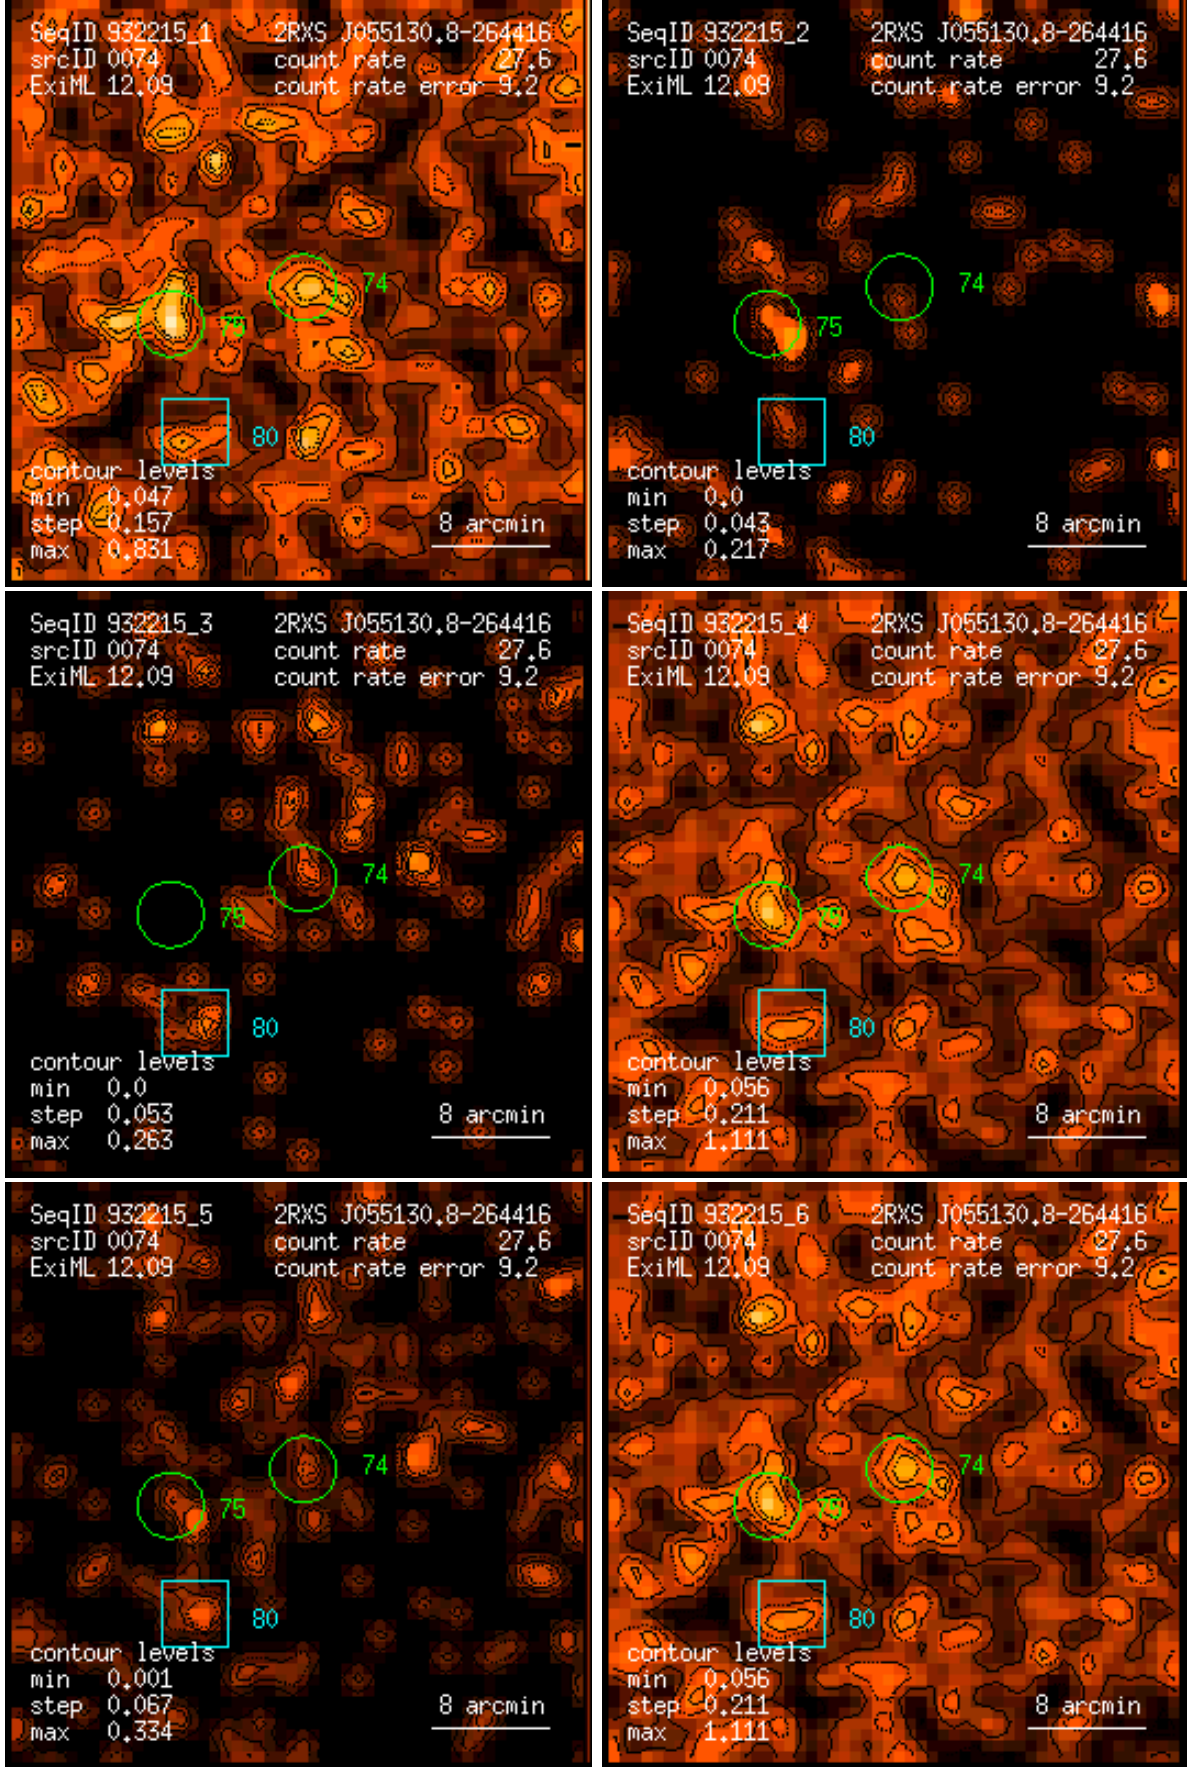 SeqID 932215_1 2RXS J055130.8-264416
srcID 0074 count rate 27.6
ExiML 12.09 count rate error 9.2
74
75
80
contour levels
min 0.047
step 0.157 8 arcmin
max 0.831
SeqID 932215_2 2RXS J055130.8-264416
srcID 0074 count rate 27.6
ExiML 12.09 count rate error 9.2
74
75
80
contour levels
min 0.0
step 0.043 8 arcmin
max 0.217
SeqID 932215_3 2RXS J055130.8-264416
srcID 0074 count rate 27.6
ExiML 12.09 count rate error 9.2
74
75
80
contour levels
min 0.0
step 0.053 8 arcmin
max 0.263
SeqID 932215_4 2RXS J055130.8-264416
srcID 0074 count rate 27.6
ExiML 12.09 count rate error 9.2
74
75
80
contour levels
min 0.056
step 0.211 8 arcmin
max 1.111
SeqID 932215_5 2RXS J055130.8-264416
srcID 0074 count rate 27.6
ExiML 12.09 count rate error 9.2
74
75
80
contour levels
min 0.001
step 0.067 8 arcmin
max 0.334
SeqID 932215_6 2RXS J055130.8-264416
srcID 0074 count rate 27.6
ExiML 12.09 count rate error 9.2
74
75
80
contour levels
min 0.056
step 0.211 8 arcmin
max 1.111